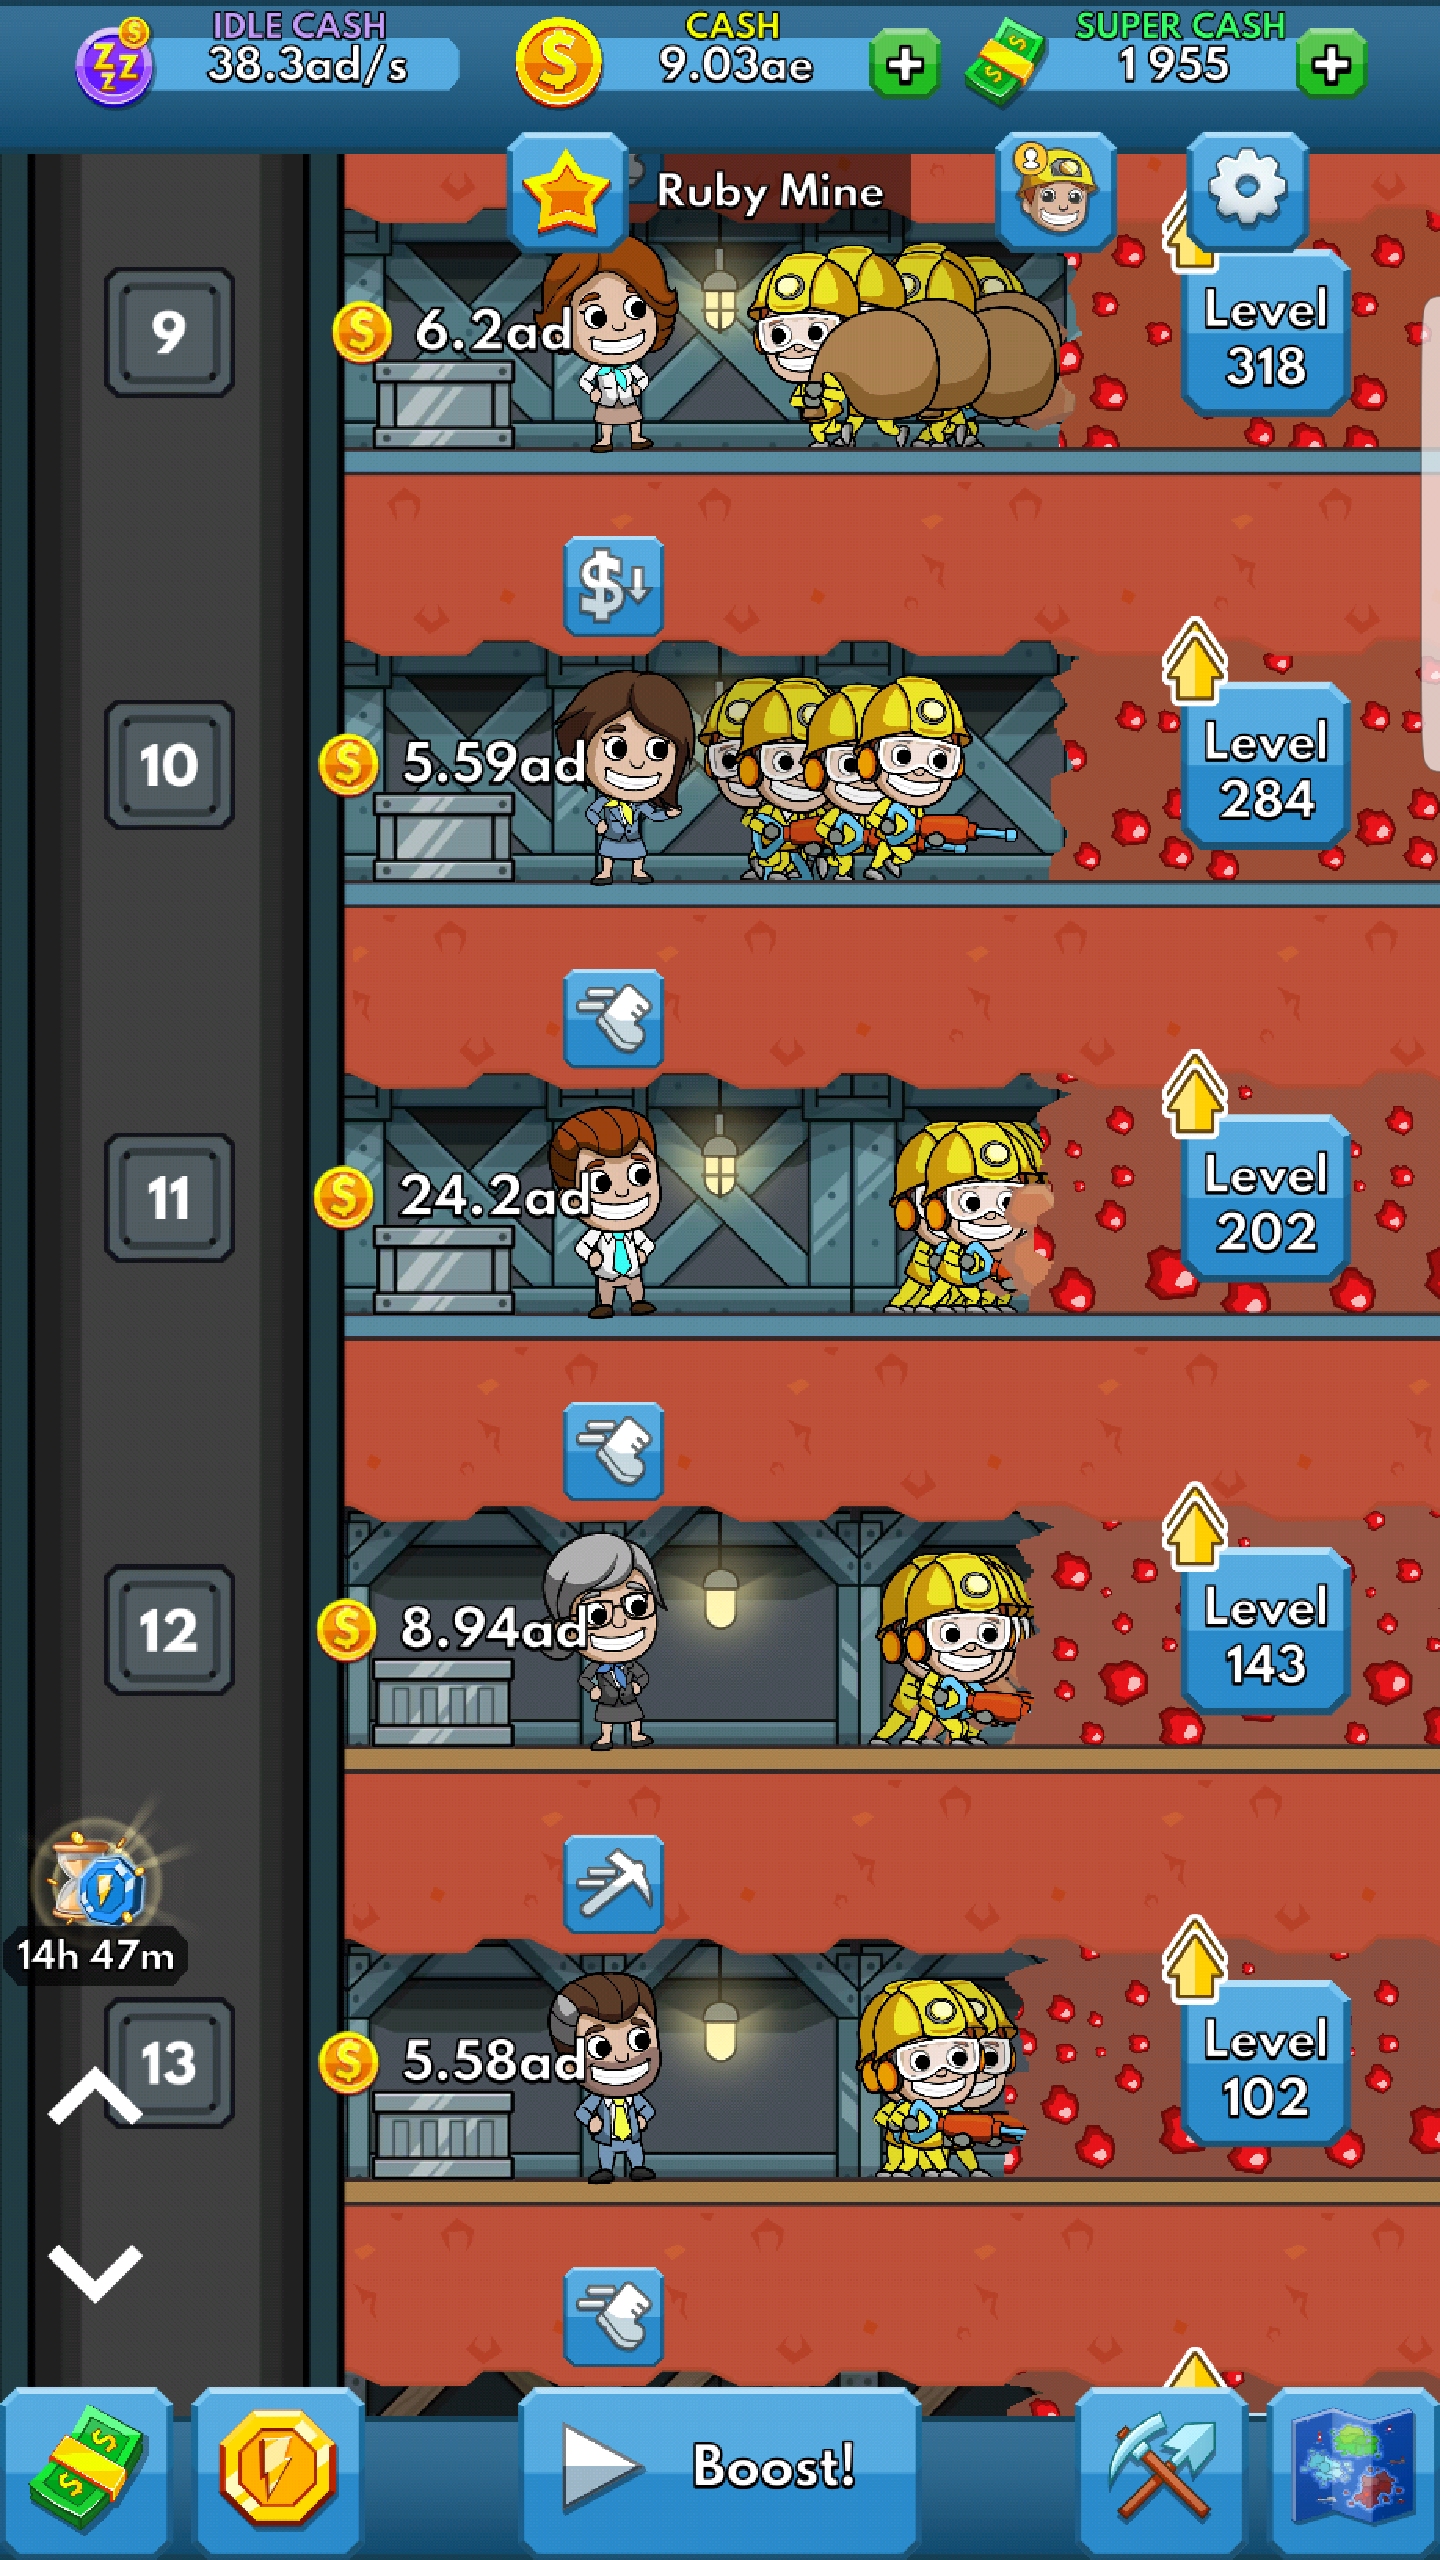 IDLE CASH
38.3ad/s
CASH
9.03ae
SUPER CASH
1 955
Ruby Mine
9
6.2ad
Level
318
10
5.59ad
Level
284
11
24.2ad
Level
202
12
8.94ad
Level
143
14h 47m
13
5.58ad
Level
102
Boost!